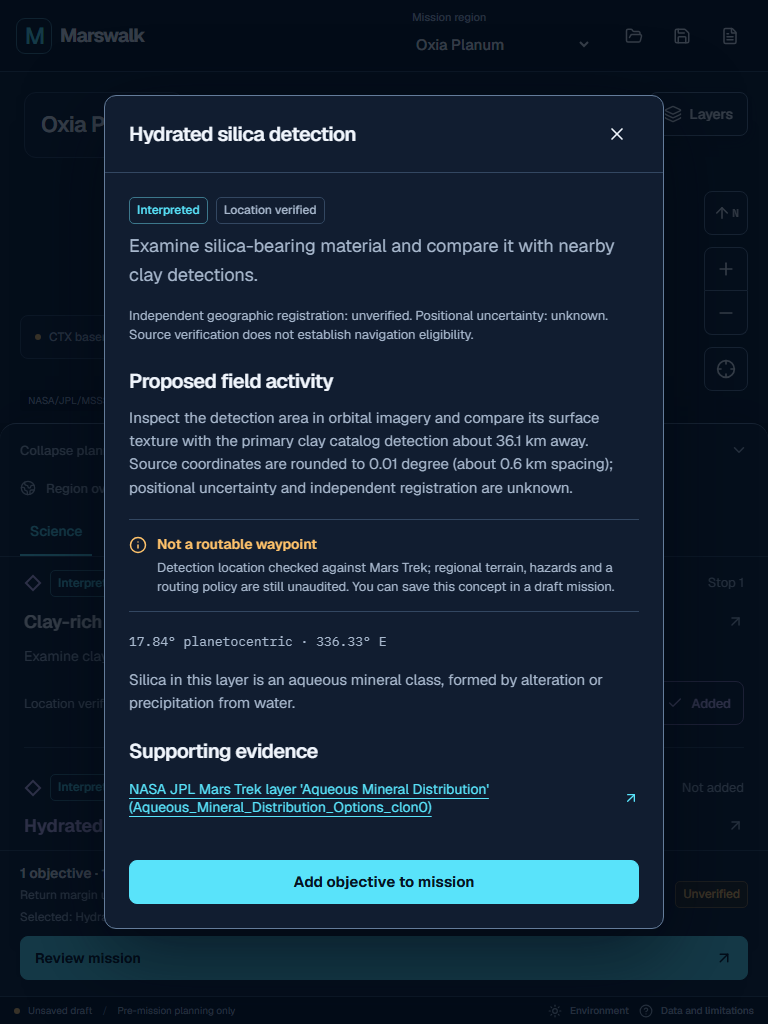 Mission region
M Marswalk
Oxia Planum
Oxia P
Layers
Hydrated silica detection
Interpreted
Location verified
Examine silica-bearing material and compare it with nearby
clay detections.
Independent geographic registration: unverified. Positional uncertainty: unknown.
Source verification does not establish navigation eligibility.
N
CTX base
NASA/JPL/MSS
Proposed field activity
Inspect the detection area in orbital imagery and compare its surface
texture with the primary clay catalog detection about 36.1 km away.
Source coordinates are rounded to 0.01 degree (about 0.6 km spacing);
positional uncertainty and independent registration are unknown.
Collapse plan
Region ov
Science
Not a routable waypoint
Detection location checked against Mars Trek; regional terrain, hazards and a
routing policy are still unaudited. You can save this concept in a draft mission.
Interpre
Stop 1
Clay-rich
Examine clay
Location verif
Added
17.84° planetocentric · 336.33° E
Silica in this layer is an aqueous mineral class, formed by alteration or
precipitation from water.
Supporting evidence
NASA JPL Mars Trek layer 'Aqueous Mineral Distribution'
(Aqueous_Mineral_Distribution_Options_clon0)
Interpre
Not added
Hydrated
Add objective to mission
1 objective ·
Return margin
Selected: Hydra
Unverified
Review mission
Unsaved draft / Pre-mission planning only
Environment
Data and limitations